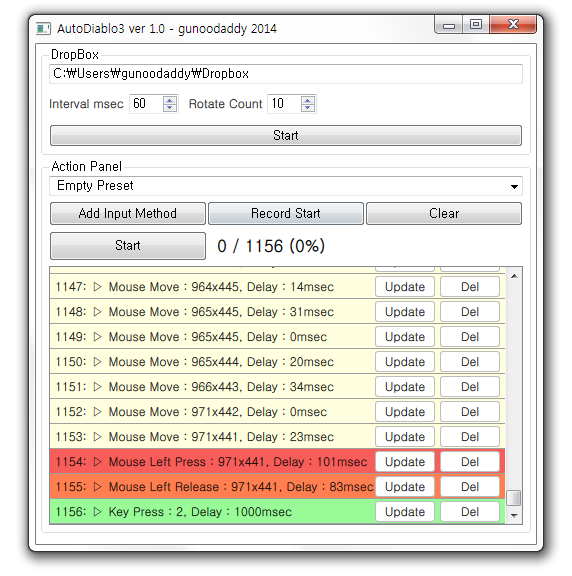 AutoDiablo3 ver 1.0 - gunoodaddy 2014
DropBox
C:₩Users₩gunoodaddy₩Dropbox
Interval msec 60 Rotate Count 10
Start
Action Panel
Empty Preset
Add Input Method Record Start Clear
Start 0 / 1156 (0%)
1147: ▷ Mouse Move : 964x445, Delay : 14msec Update Del
1148: ▷ Mouse Move : 965x445, Delay : 31msec Update Del
1149: ▷ Mouse Move : 965x445, Delay : 0msec Update Del
1150: ▷ Mouse Move : 965x444, Delay : 20msec Update Del
1151: ▷ Mouse Move : 966x443, Delay : 34msec Update Del
1152: ▷ Mouse Move : 971x442, Delay : 0msec Update Del
1153: ▷ Mouse Move : 971x441, Delay : 23msec Update Del
1154: ▷ Mouse Left Press : 971x441, Delay : 101msec Update Del
1155: ▷ Mouse Left Release : 971x441, Delay : 83msec Update Del
1156: ▷ Key Press : 2, Delay : 1000msec Update Del